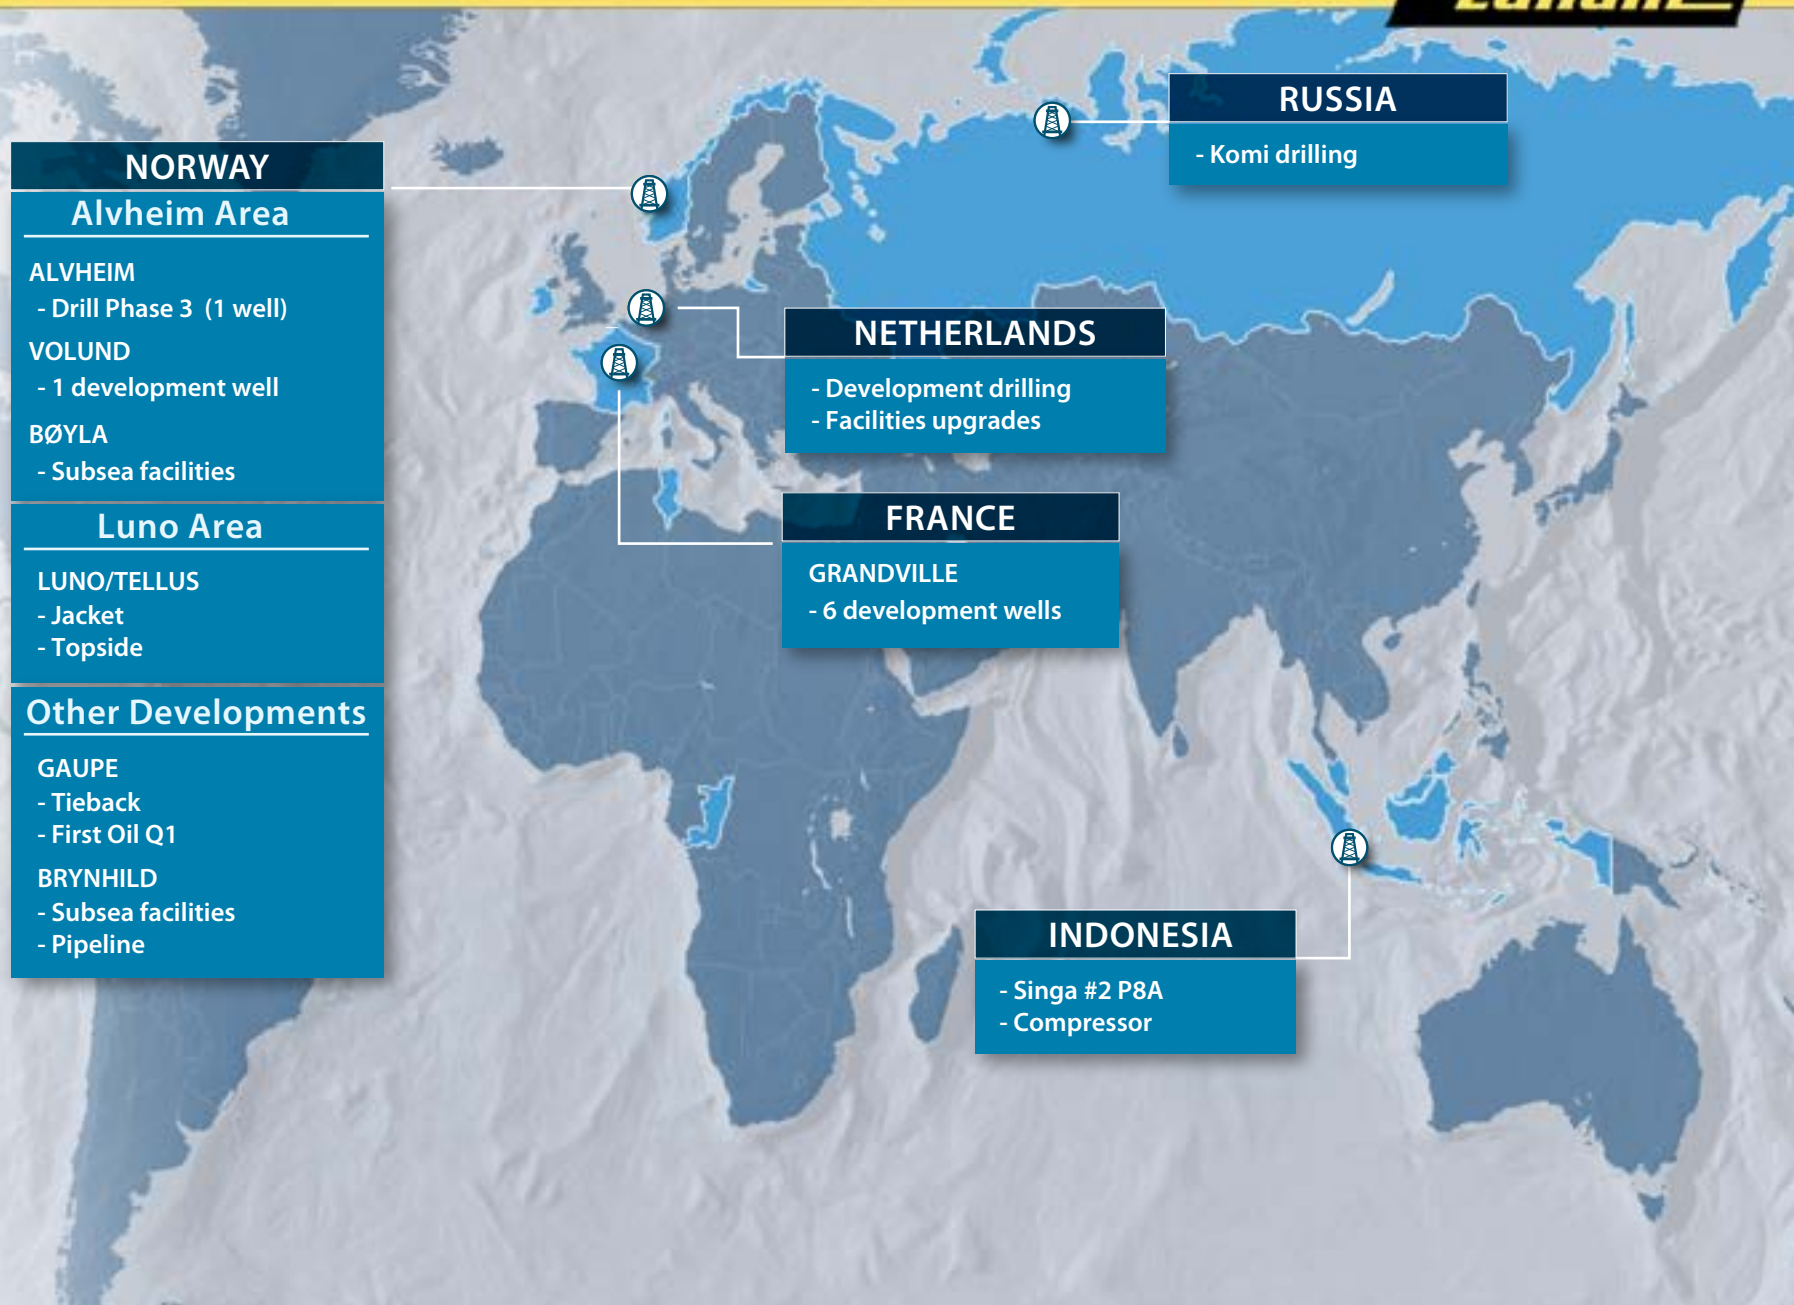 NORWAY
Alvheim Area
ALVHEIM
- Drill Phase 3 (1 well)
VOLUND
- 1 development well
BØYLA
- Subsea facilities
Luno Area
LUNO/TELLUS
- Jacket
- Topside
Other Developments
GAUPE
- Tieback
- First Oil Q1
BRYNHILD
- Subsea facilities
- Pipeline
RUSSIA
- Komi drilling
NETHERLANDS
- Development drilling
- Facilities upgrades
FRANCE
GRANDVILLE
- 6 development wells
INDONESIA
- Singa #2 P8A
- Compressor